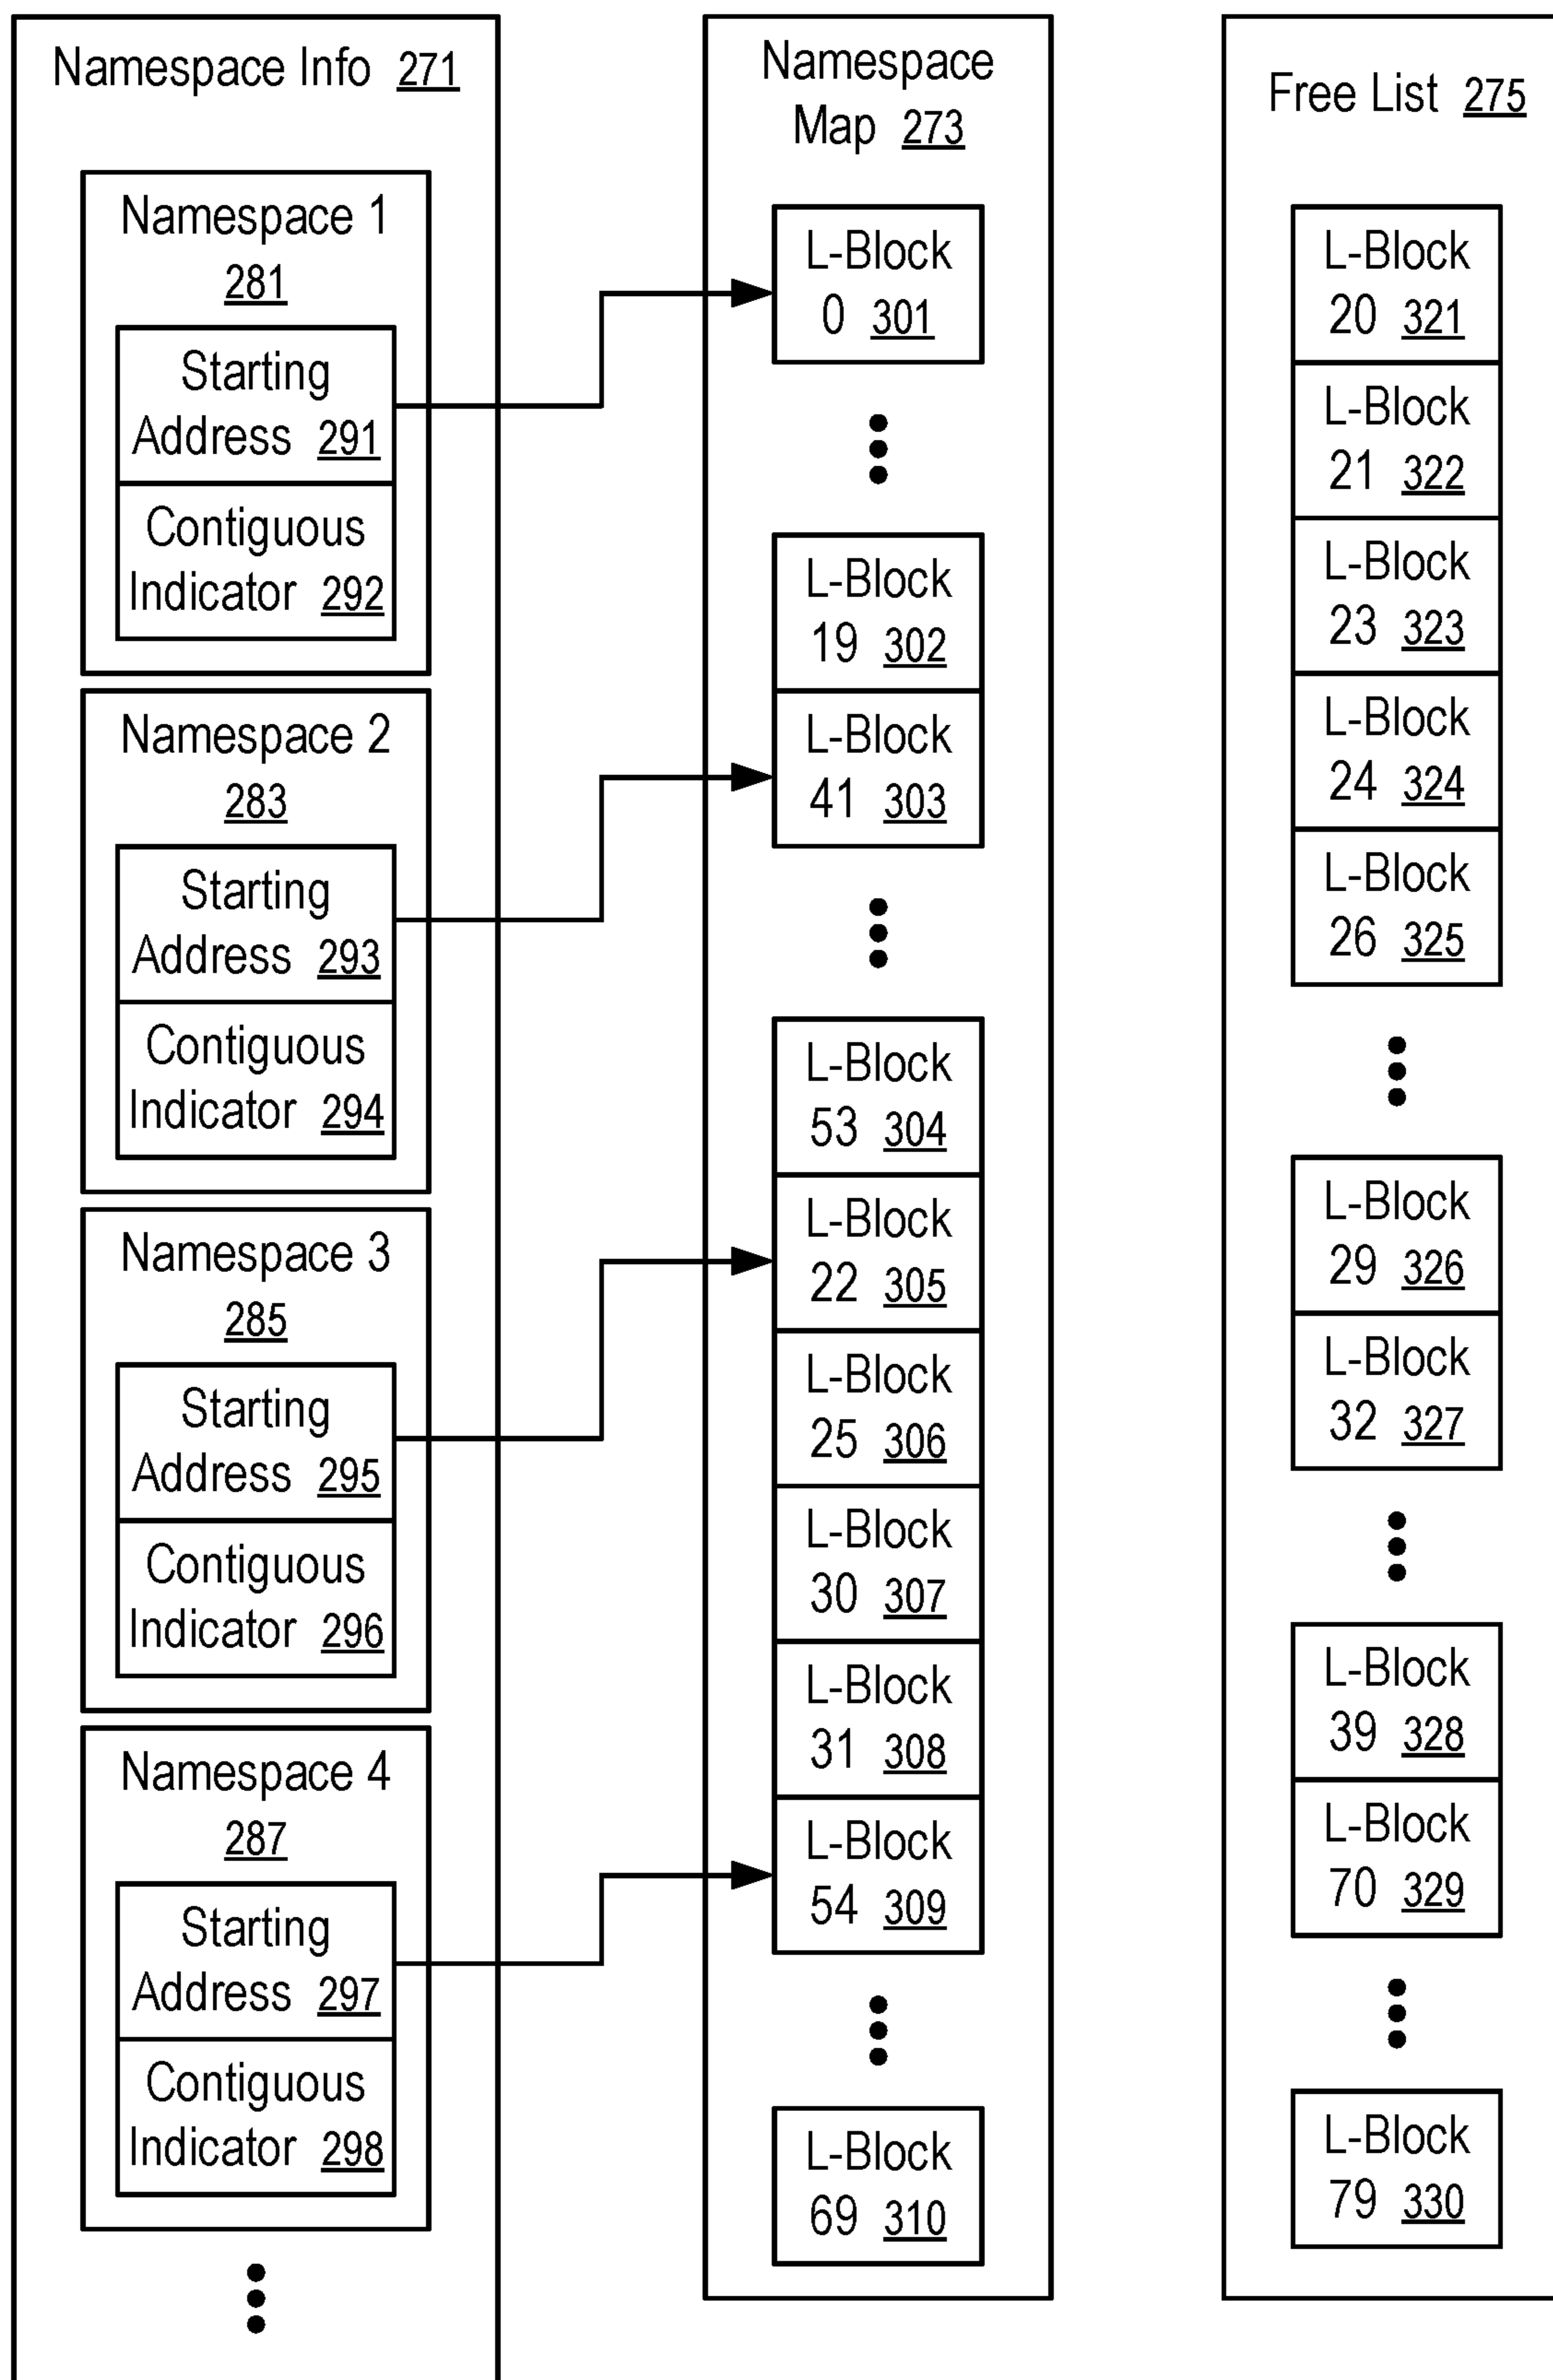 Namespace Info 271
Namespace 1
281
Starting
Address 291
Contiguous
Indicator 292
Namespace 2
283
Starting
Address 293
Contiguous
Indicator 294
Namespace 3
285
Starting
Address 295
Contiguous
Indicator 296
Namespace 4
287
Starting
Address 297
Contiguous
Indicator 298
Namespace
Map 273
L-Block
0 301
L-Block
19 302
L-Block
41 303
L-Block
53 304
L-Block
22 305
L-Block
25 306
L-Block
30 307
L-Block
31 308
L-Block
54 309
L-Block
69 310
Free List 275
L-Block
20 321
L-Block
21 322
L-Block
23 323
L-Block
24 324
L-Block
26 325
L-Block
29 326
L-Block
32 327
L-Block
39 328
L-Block
70 329
L-Block
79 330